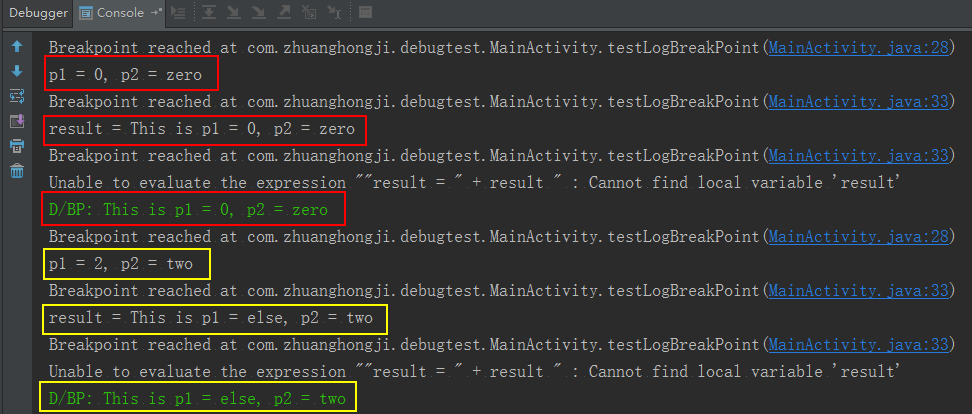 Debugger Console
Breakpoint reached at com.zhuanghongji.debugtest.MainActivity.testLogBreakPoint(MainActivity.java:28)
p1 = 0, p2 = zero
Breakpoint reached at com.zhuanghongji.debugtest.MainActivity.testLogBreakPoint(MainActivity.java:33)
result = This is p1 = 0, p2 = zero
Breakpoint reached at com.zhuanghongji.debugtest.MainActivity.testLogBreakPoint(MainActivity.java:33)
Unable to evaluate the expression ""result = " + result " : Cannot find local variable 'result'
D/BP: This is p1 = 0, p2 = zero
Breakpoint reached at com.zhuanghongji.debugtest.MainActivity.testLogBreakPoint(MainActivity.java:28)
p1 = 2, p2 = two
Breakpoint reached at com.zhuanghongji.debugtest.MainActivity.testLogBreakPoint(MainActivity.java:33)
result = This is p1 = else, p2 = two
Breakpoint reached at com.zhuanghongji.debugtest.MainActivity.testLogBreakPoint(MainActivity.java:33)
Unable to evaluate the expression ""result = " + result " : Cannot find local variable 'result'
D/BP: This is p1 = else, p2 = two